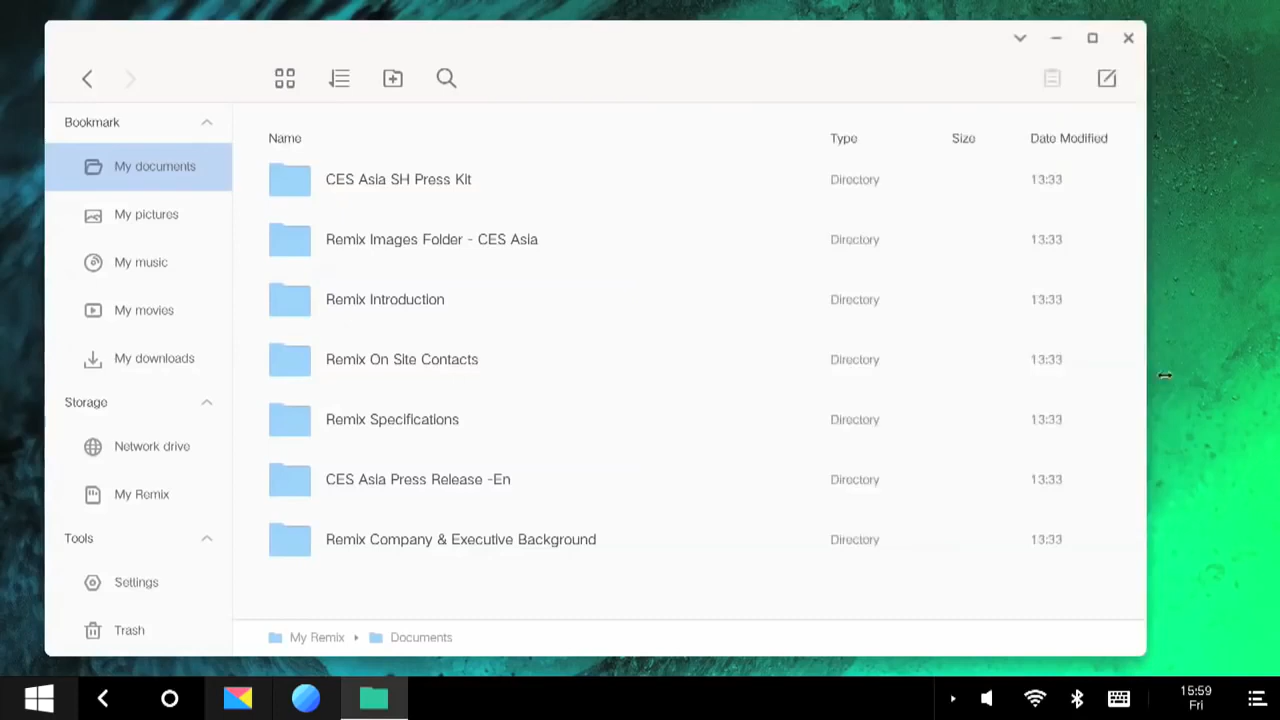 Bookmark
My documents
My pictures
My music
My movies
My downloads
Storage
Network drive
My Remix
Tools
Settings
Trash
Name Type Size Date Modified
CES Asia SH Press Kit Directory 13:33
Remix Images Folder - CES Asia Directory 13:33
Remix Introduction Directory 13:33
Remix On Site Contacts Directory 13:33
Remix Specifications Directory 13:33
CES Asia Press Release -En Directory 13:33
Remix Company & Executive Background Directory 13:33
My Remix Documents
15:59
Fri